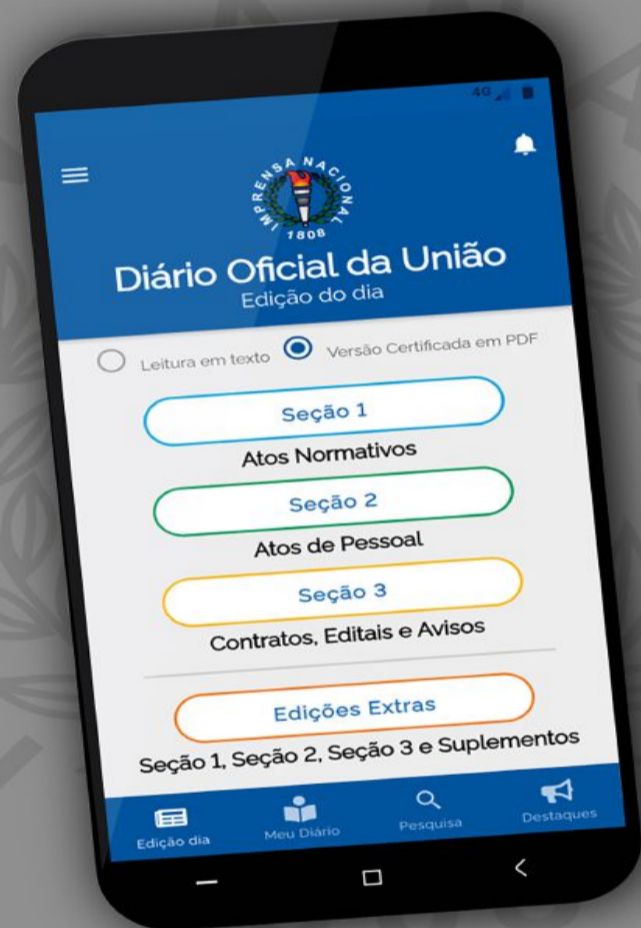 4G
IMPRENSA NACIONAL
1808
Diário Oficial da União
Edição do dia
Leitura em texto Versão Certificada em PDF
Seção 1
Atos Normativos
Seção 2
Atos de Pessoal
Seção 3
Contratos, Editais e Avisos
Edições Extras
Seção 1, Seção 2, Seção 3 e Suplementos
Edição dia Meu Diário Pesquisa Destaques